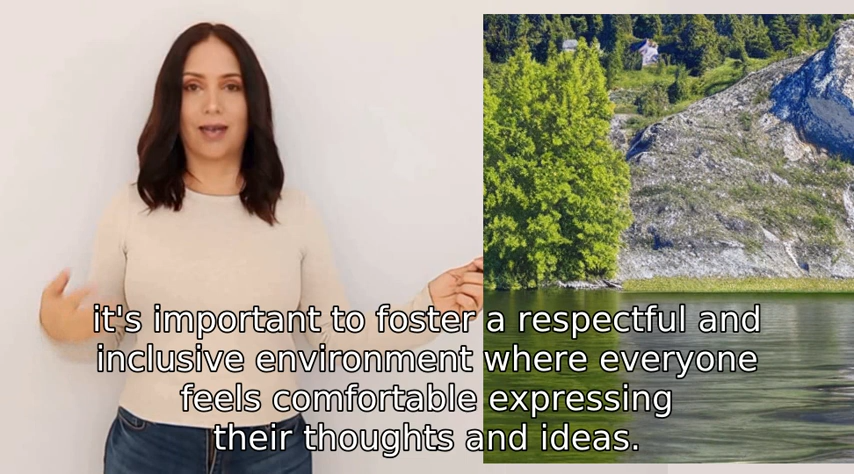 it's important to foster a respectful and
inclusive environment where everyone
feels comfortable expressing
their thoughts and ideas.